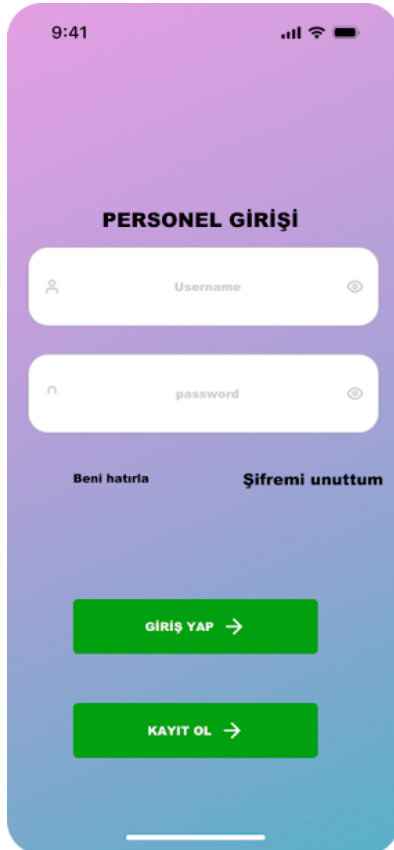 9:41
PERSONEL GİRİŞİ
Username
password
Beni hatırla Şifremi unuttum
GİRİŞ YAP →
KAYIT OL →